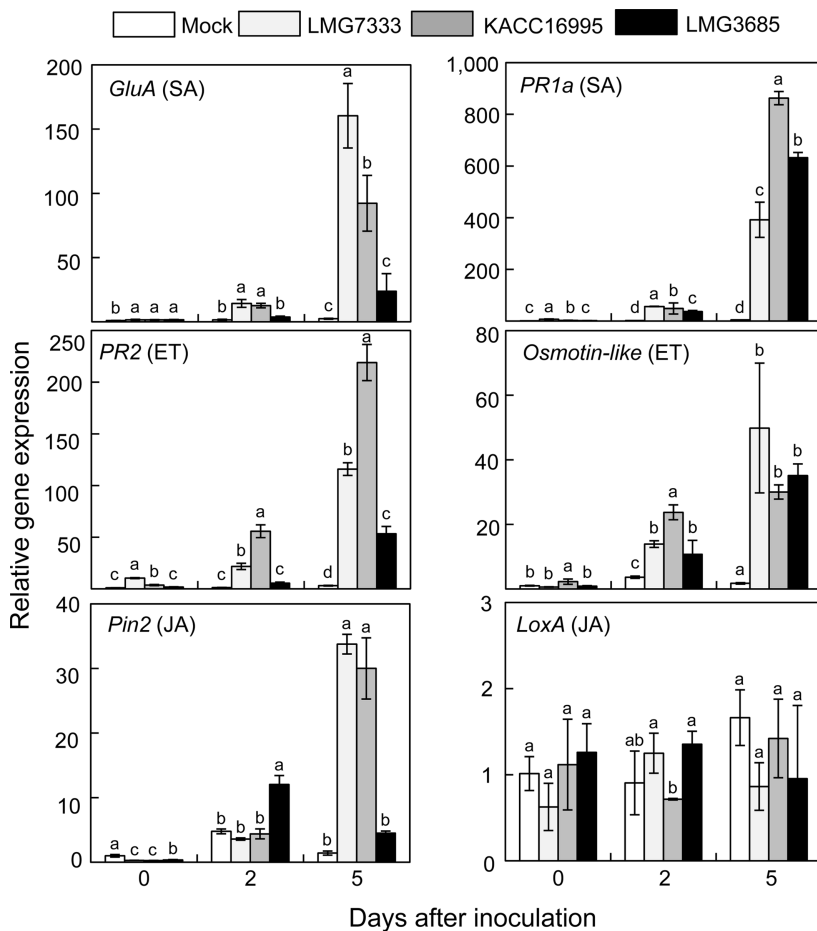 Mock LMG7333 KACC16995 LMG3685
Relative gene expression
GluA (SA)
200
150
100
50
b a a a b a a b c a b c
PR1a (SA)
1,000
800
600
400
200
c a b c d a b c d c a b
PR2 (ET)
250
200
150
100
50
c a b c c b a c d b a c
Osmotin-like (ET)
80
60
40
20
b b a b c b a b a b b b
Pin2 (JA)
40
30
20
10
0
a c c b b b b a b a a b
0 2 5
LoxA (JA)
3
2
1
0
a a a a ab a b a a a a a
0 2 5
Days after inoculation